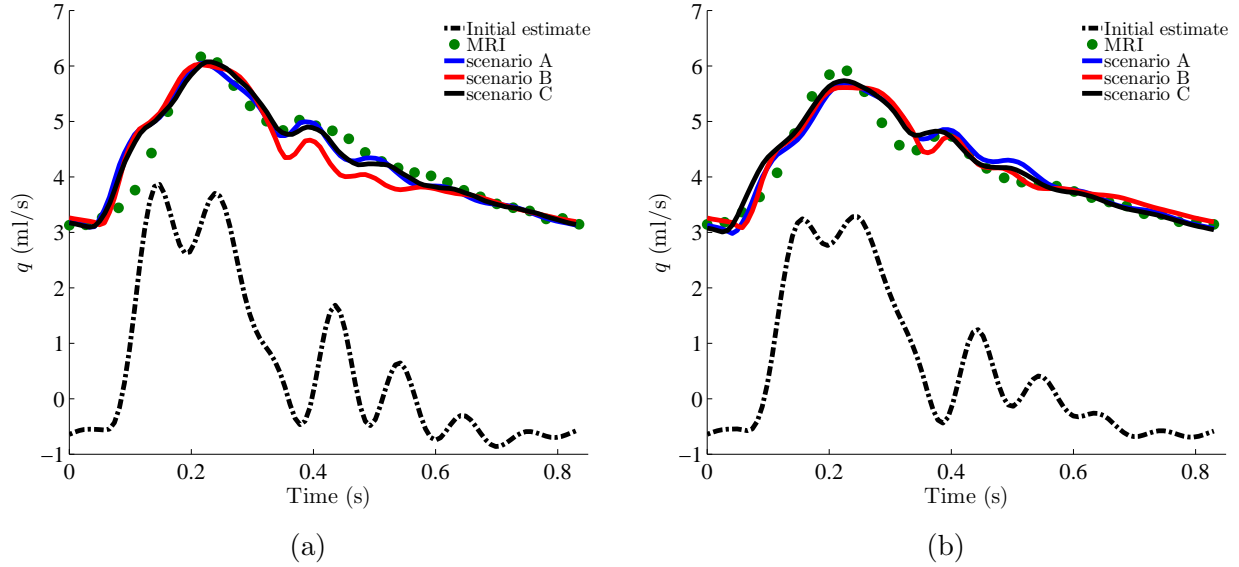 7
6
5
4
3
2
1
0
−1
q (ml/s)
0
0.2
0.4
0.6
0.8
Time (s)
Initial estimate
MRI
scenario A
scenario B
scenario C
(a)
7
6
5
4
3
2
1
0
−1
q (ml/s)
0
0.2
0.4
0.6
0.8
Time (s)
Initial estimate
MRI
scenario A
scenario B
scenario C
(b)